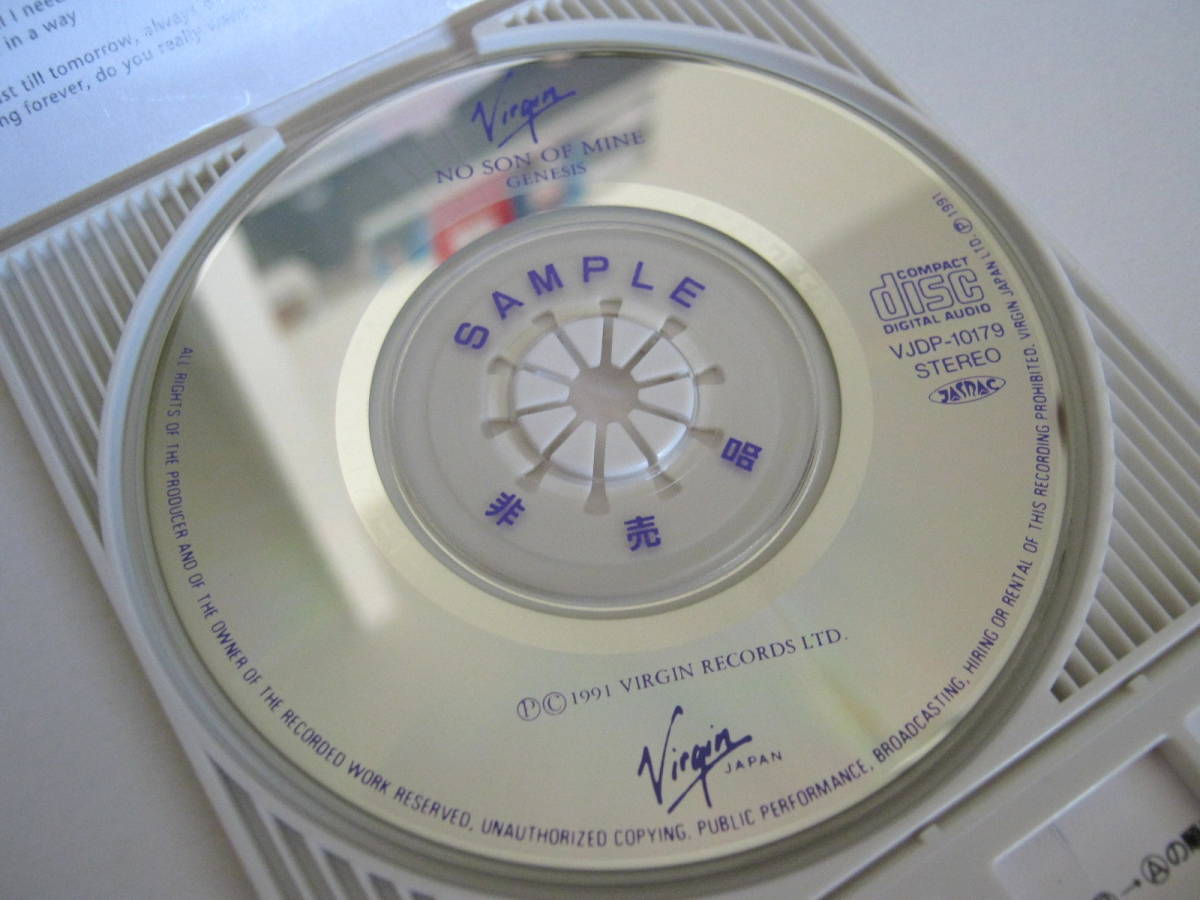 I need
in a way
till tomorrow, always
forever, do you really
Virgin
NO SON OF MINE
GENESIS
SAMPLE
非売品
COMPACT
disc
DIGITAL AUDIO
VJDP-10179
STEREO
JASRAC
Ⓟ©1991 VIRGIN RECORDS LTD.
Virgin JAPAN
ALL RIGHTS OF THE PRODUCER AND OF THE OWNER OF THE RECORDED WORK RESERVED. UNAUTHORIZED COPYING, PUBLIC PERFORMANCE, BROADCASTING, HIRING OR RENTAL OF THIS RECORDING PROHIBITED. VIRGIN JAPAN LTD. Ⓟ1991
→Ⓐの